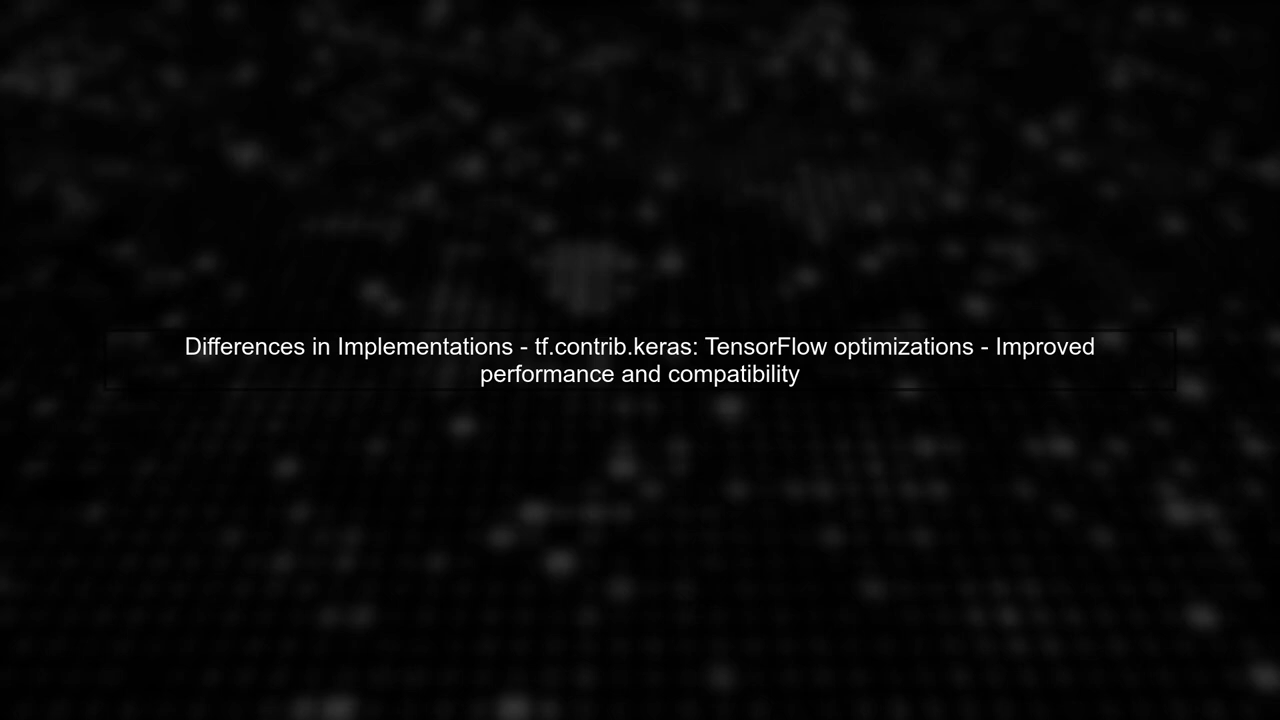 Differences in Implementations - tf.contrib.keras: TensorFlow optimizations - Improved
performance and compatibility